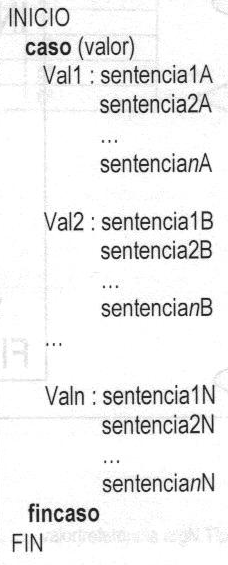 INICIO
caso (valor)
Val1 : sentencia1A
sentencia2A
...
sentencianA
Val2 : sentencia1B
sentencia2B
...
sentencianB
...
Valn : sentencia1N
sentencia2N
...
sentencianN
fincaso
FIN